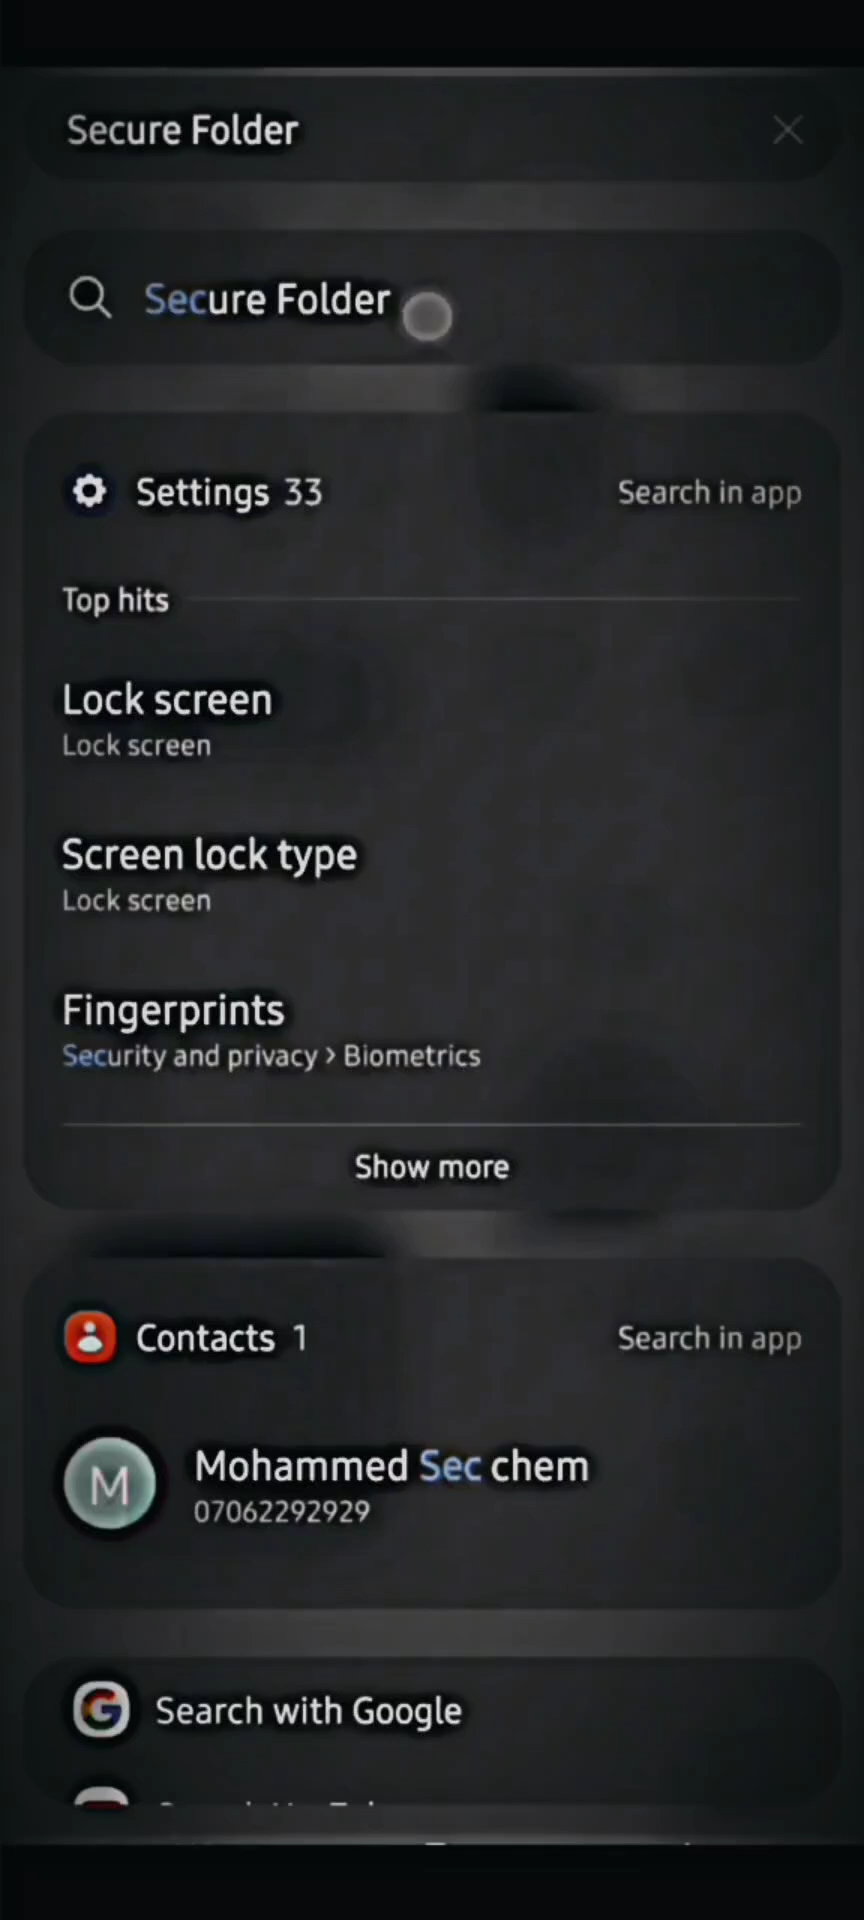 Secure Folder
Secure Folder
Settings 33
Search in app
Top hits
Lock screen
Lock screen
Screen lock type
Lock screen
Fingerprints
Security and privacy > Biometrics
Show more
Contacts 1
Search in app
M
Mohammed Sec chem
07062292929
Search with Google